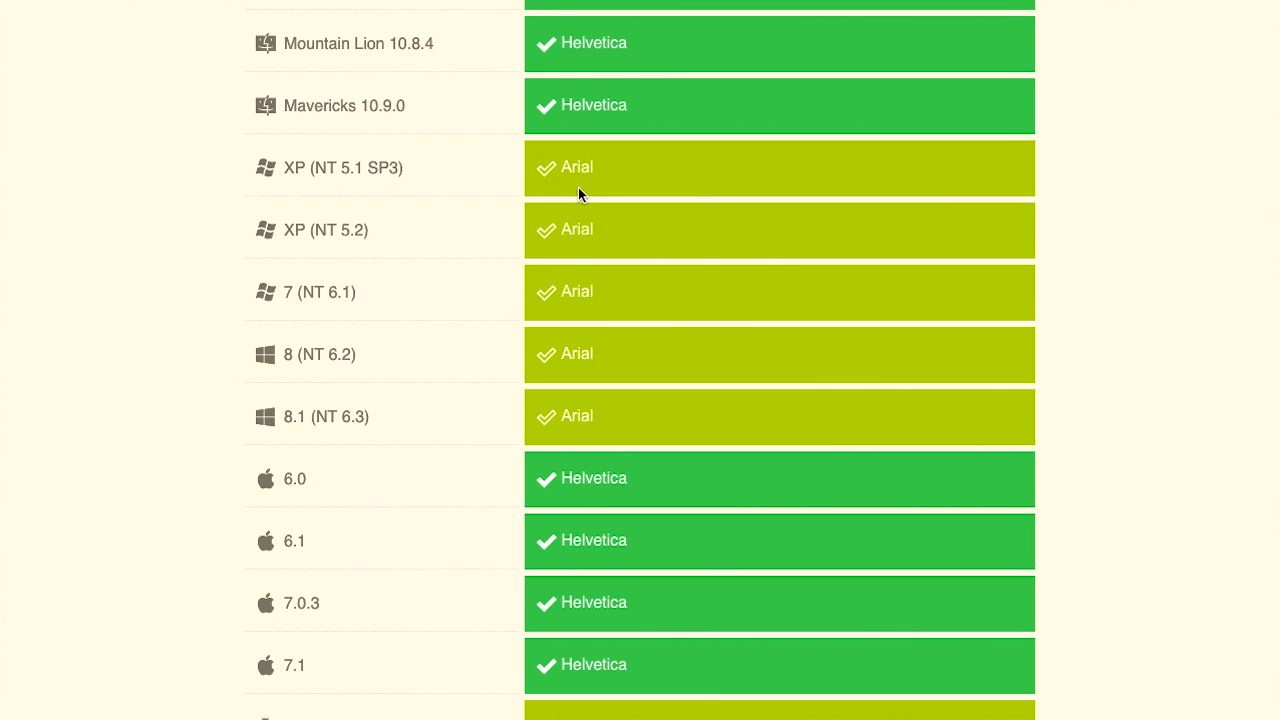 Mountain Lion 10.8.4 Helvetica
Mavericks 10.9.0 Helvetica
XP (NT 5.1 SP3) Arial
XP (NT 5.2) Arial
7 (NT 6.1) Arial
8 (NT 6.2) Arial
8.1 (NT 6.3) Arial
6.0 Helvetica
6.1 Helvetica
7.0.3 Helvetica
7.1 Helvetica